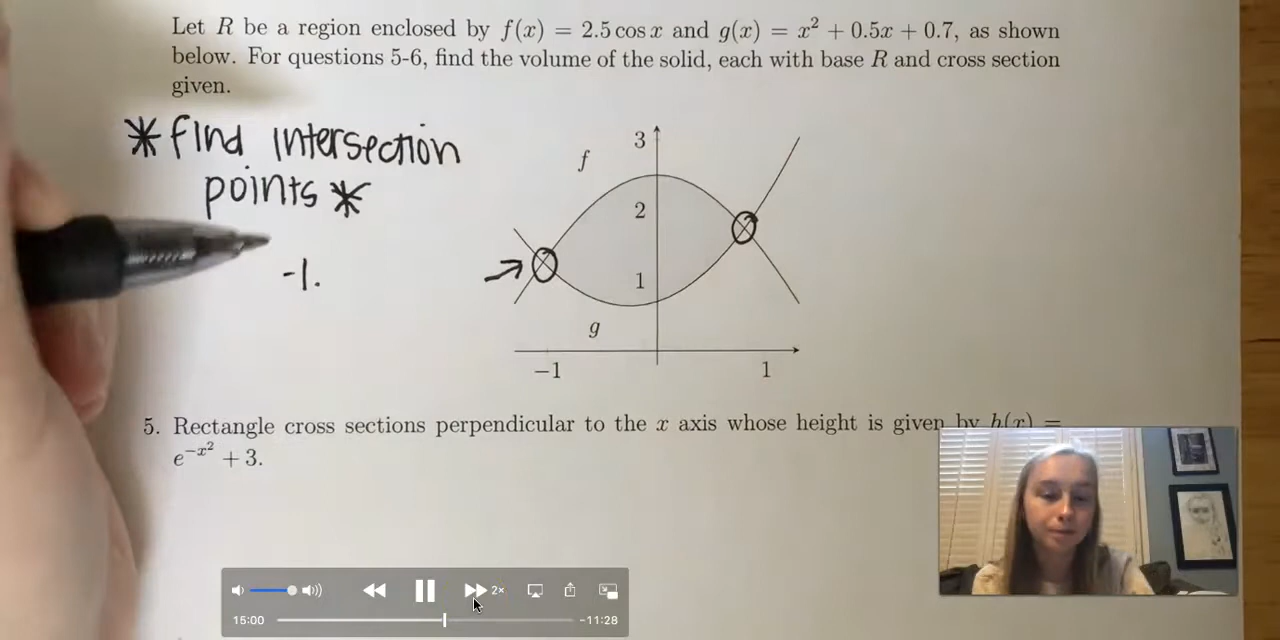 Let R be a region enclosed by f(x) = 2.5 cos x and g(x) = x² + 0.5x + 0.7, as shown
below. For questions 5-6, find the volume of the solid, each with base R and cross section
given.
*find intersection
points*
-1.
3
f
2
1
g
−1
1
5. Rectangle cross sections perpendicular to the x axis whose height is given by h(x) =
e^{-x²} + 3.
2×
15:00
−11:28